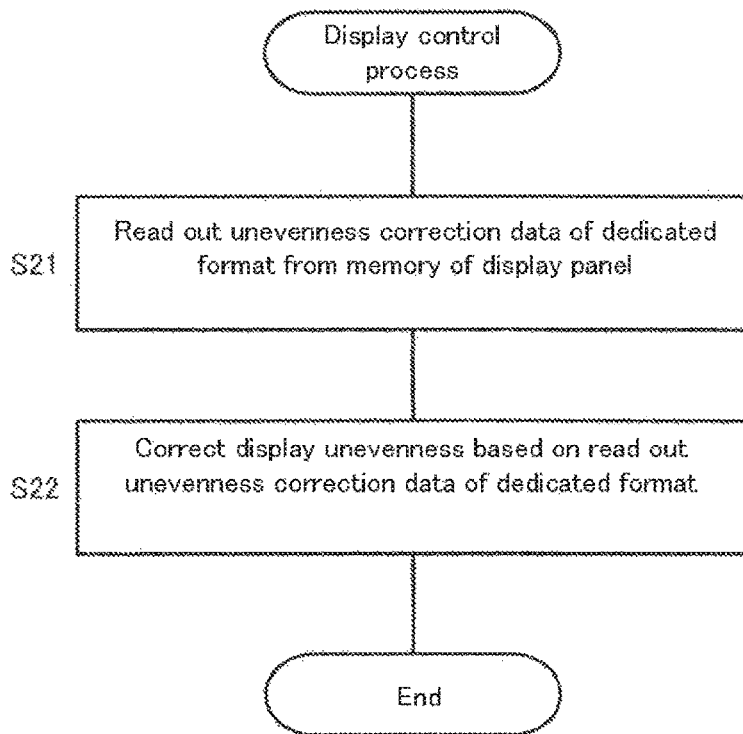 Display control
process
Read out unevenness correction data of dedicated
format from memory of display panel
S21
Correct display unevenness based on read out
unevenness correction data of dedicated format.
S22
End